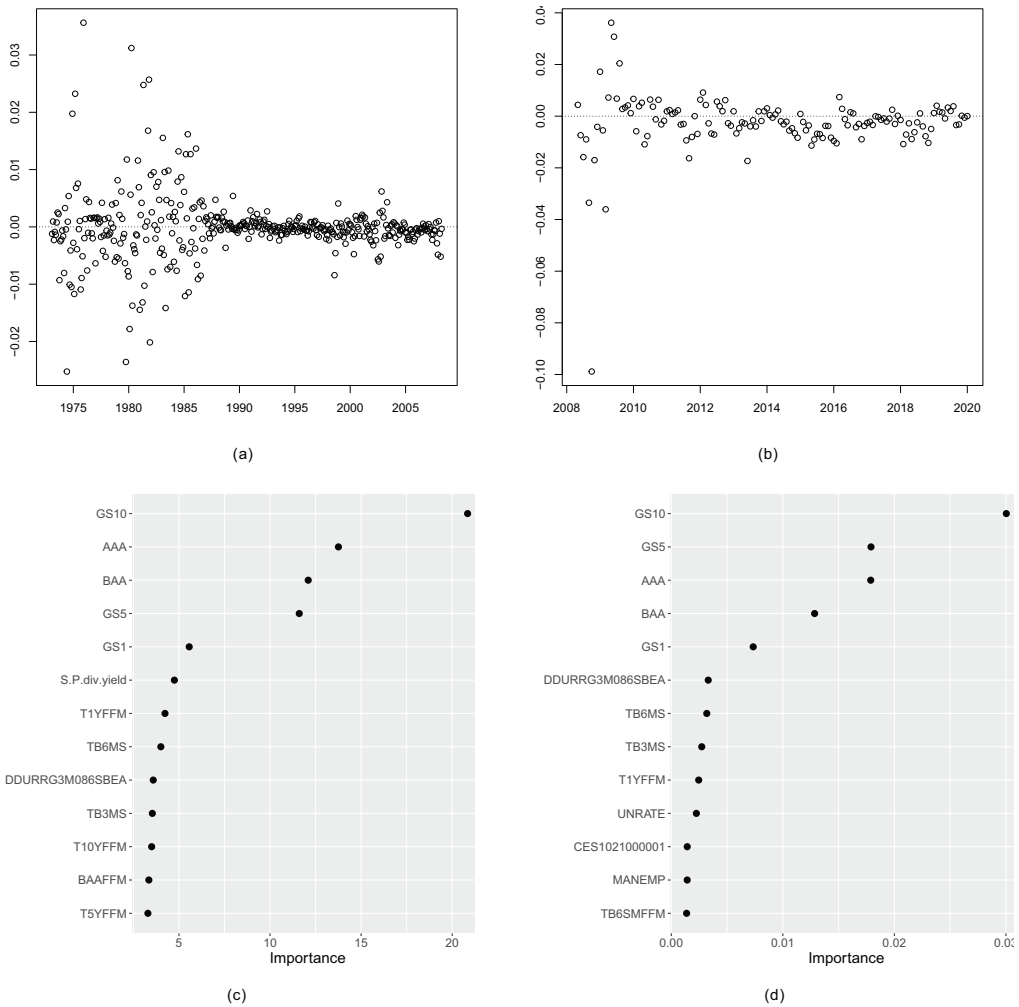 0.03
0.02
0.01
0.00
−0.01
−0.02
1975 1980 1985 1990 1995 2000 2005
(a)
0.04
0.02
0.00
−0.02
−0.04
−0.06
−0.08
−0.10
2008 2010 2012 2014 2016 2018 2020
(b)
GS10
AAA
BAA
GS5
GS1
S.P.div.yield
T1YFFM
TB6MS
DDURRG3M086SBEA
TB3MS
T10YFFM
BAAFFM
T5YFFM
5 10 15 20
Importance
(c)
GS10
GS5
AAA
BAA
GS1
DDURRG3M086SBEA
TB6MS
TB3MS
T1YFFM
UNRATE
CES1021000001
MANEMP
TB6SMFFM
0.00 0.01 0.02 0.03
Importance
(d)